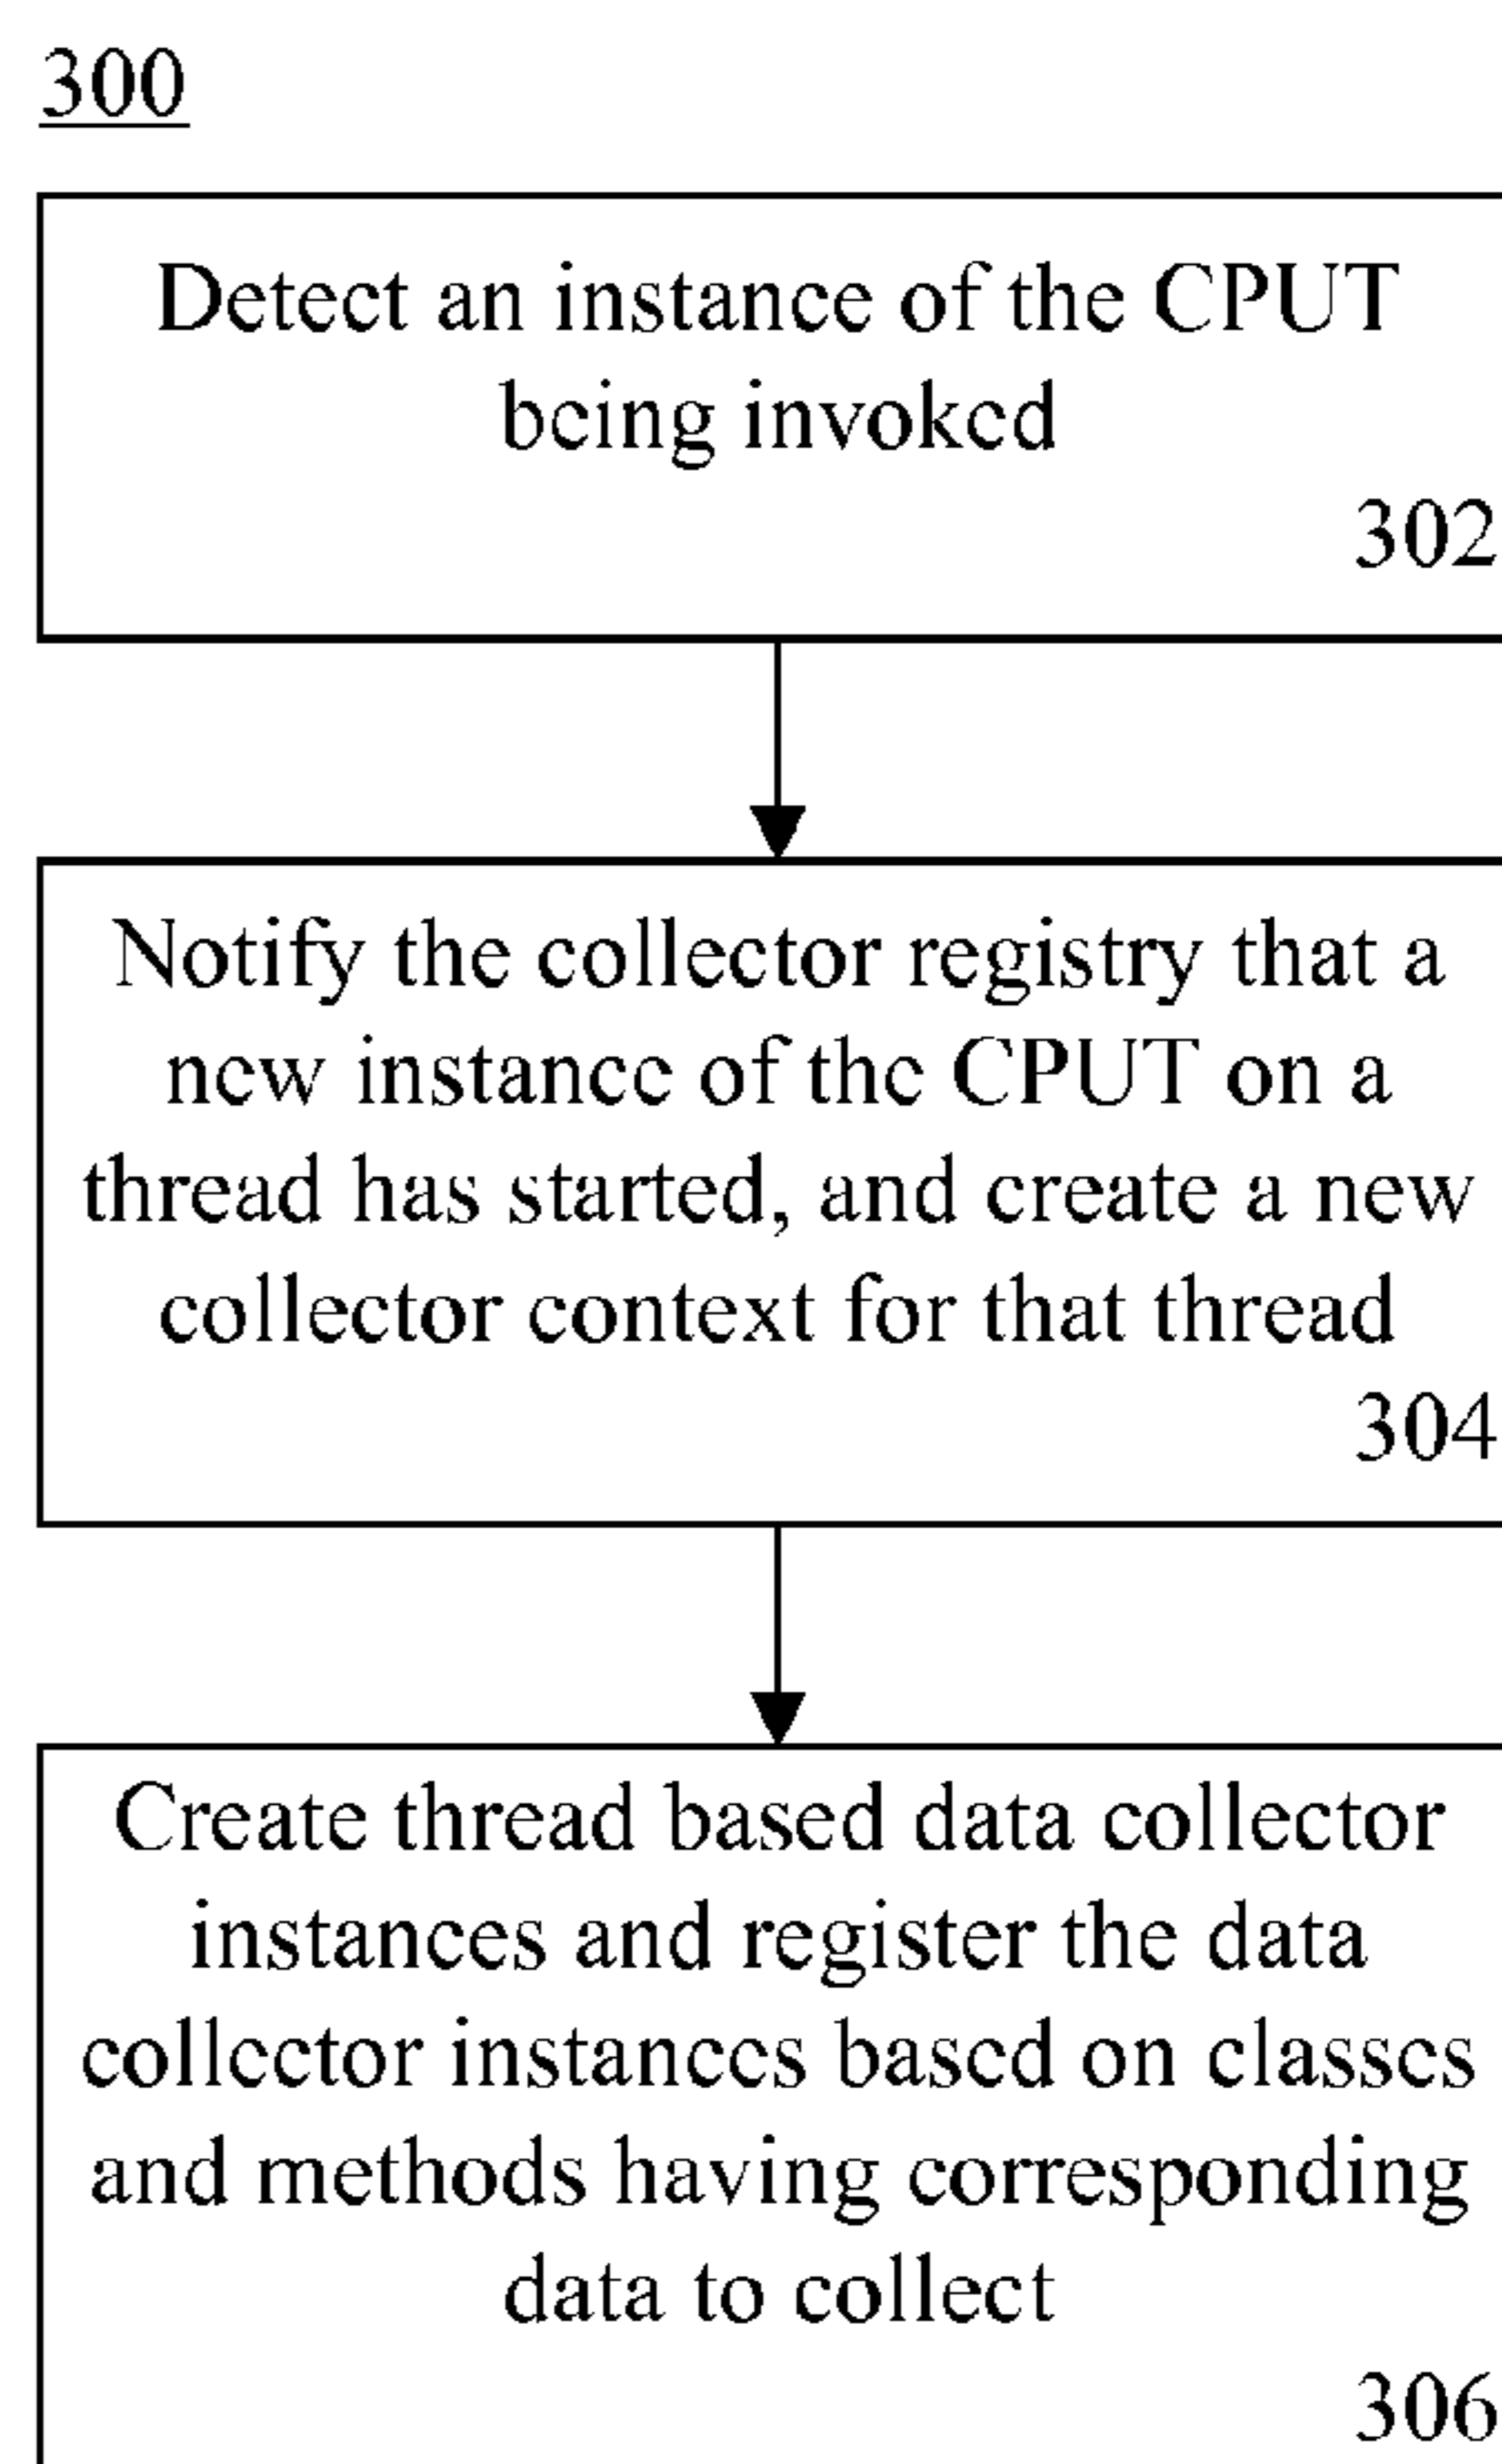 300
Detect an instance of the CPUT
being invoked
302
Notify the collector registry that a
new instance of the CPUT on a
thread has started, and create a new
collector context for that thread
304
Create thread based data collector
instances and register the data
collector instances based on classes
and methods having corresponding
data to collect
306